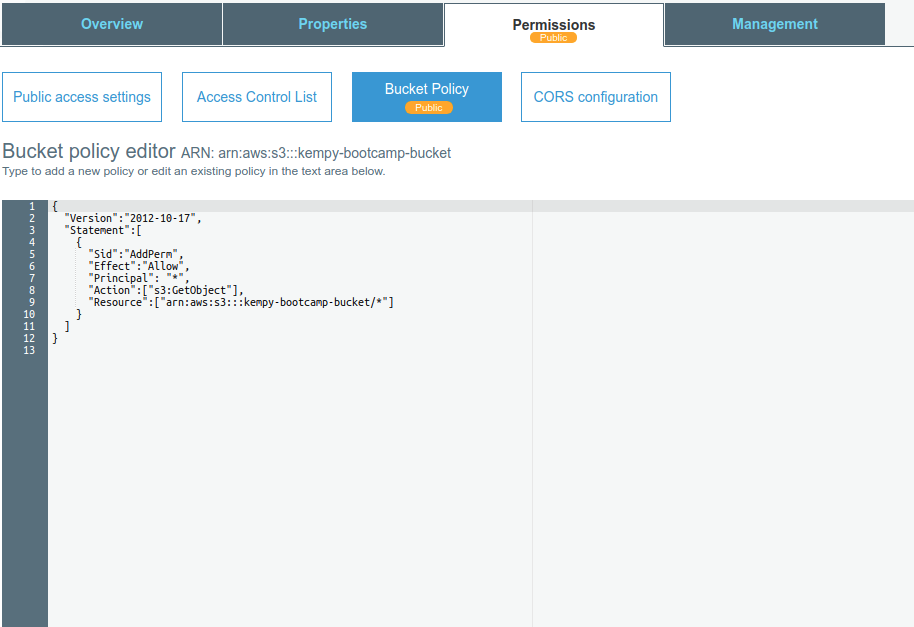 Overview Properties Permissions Management
Public
Public access settings Access Control List Bucket Policy CORS configuration
Public
Bucket policy editor ARN: arn:aws:s3:::kempy-bootcamp-bucket
Type to add a new policy or edit an existing policy in the text area below.
1 {
2 "Version":"2012-10-17",
3 "Statement":[
4 {
5 "Sid":"AddPerm",
6 "Effect":"Allow",
7 "Principal": "*",
8 "Action":["s3:GetObject"],
9 "Resource":["arn:aws:s3:::kempy-bootcamp-bucket/*"]
10 }
11 ]
12 }
13